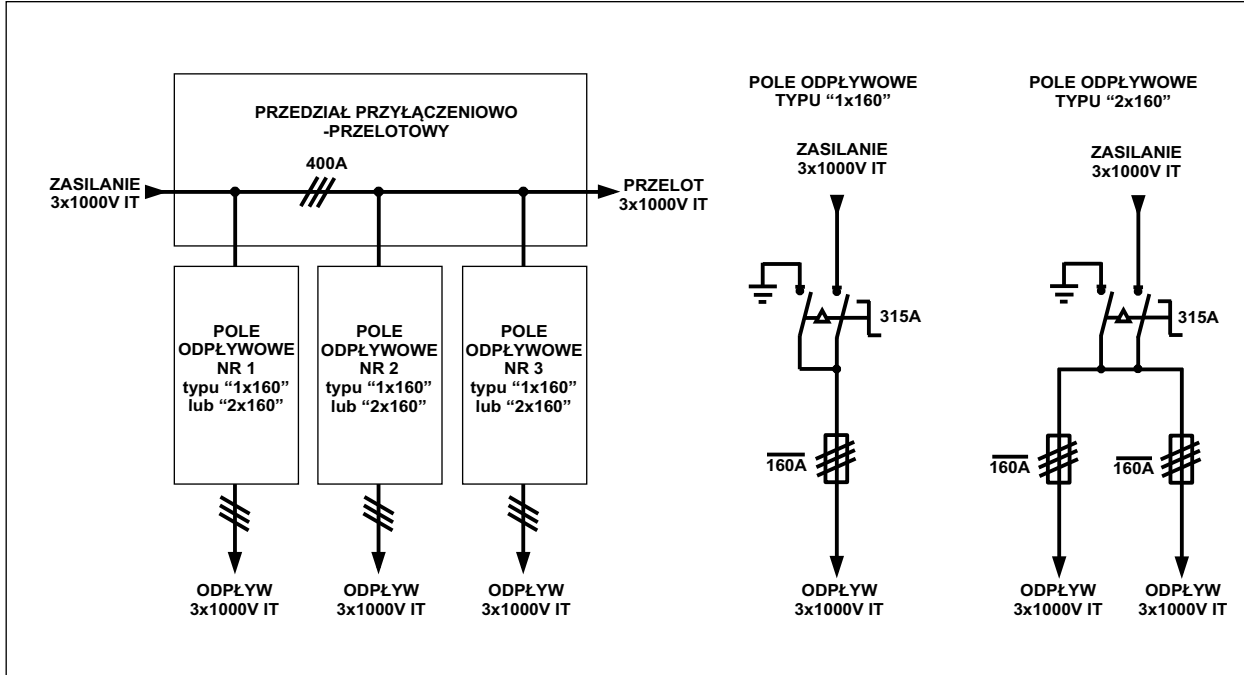 PRZEDZIAŁ PRZYŁĄCZENIOWO
-PRZELOTOWY
400A
ZASILANIE
3x1000V IT
PRZELOT
3x1000V IT
POLE
ODPŁYWOWE
NR 1
typu “1x160”
lub “2x160”
POLE
ODPŁYWOWE
NR 2
typu “1x160”
lub “2x160”
POLE
ODPŁYWOWE
NR 3
typu “1x160”
lub “2x160”
ODPŁYW
3x1000V IT
ODPŁYW
3x1000V IT
ODPŁYW
3x1000V IT
POLE ODPŁYWOWE
TYPU “1x160”
ZASILANIE
3x1000V IT
315A
160A
ODPŁYW
3x1000V IT
POLE ODPŁYWOWE
TYPU “2x160”
ZASILANIE
3x1000V IT
315A
160A
160A
ODPŁYW
3x1000V IT
ODPŁYW
3x1000V IT